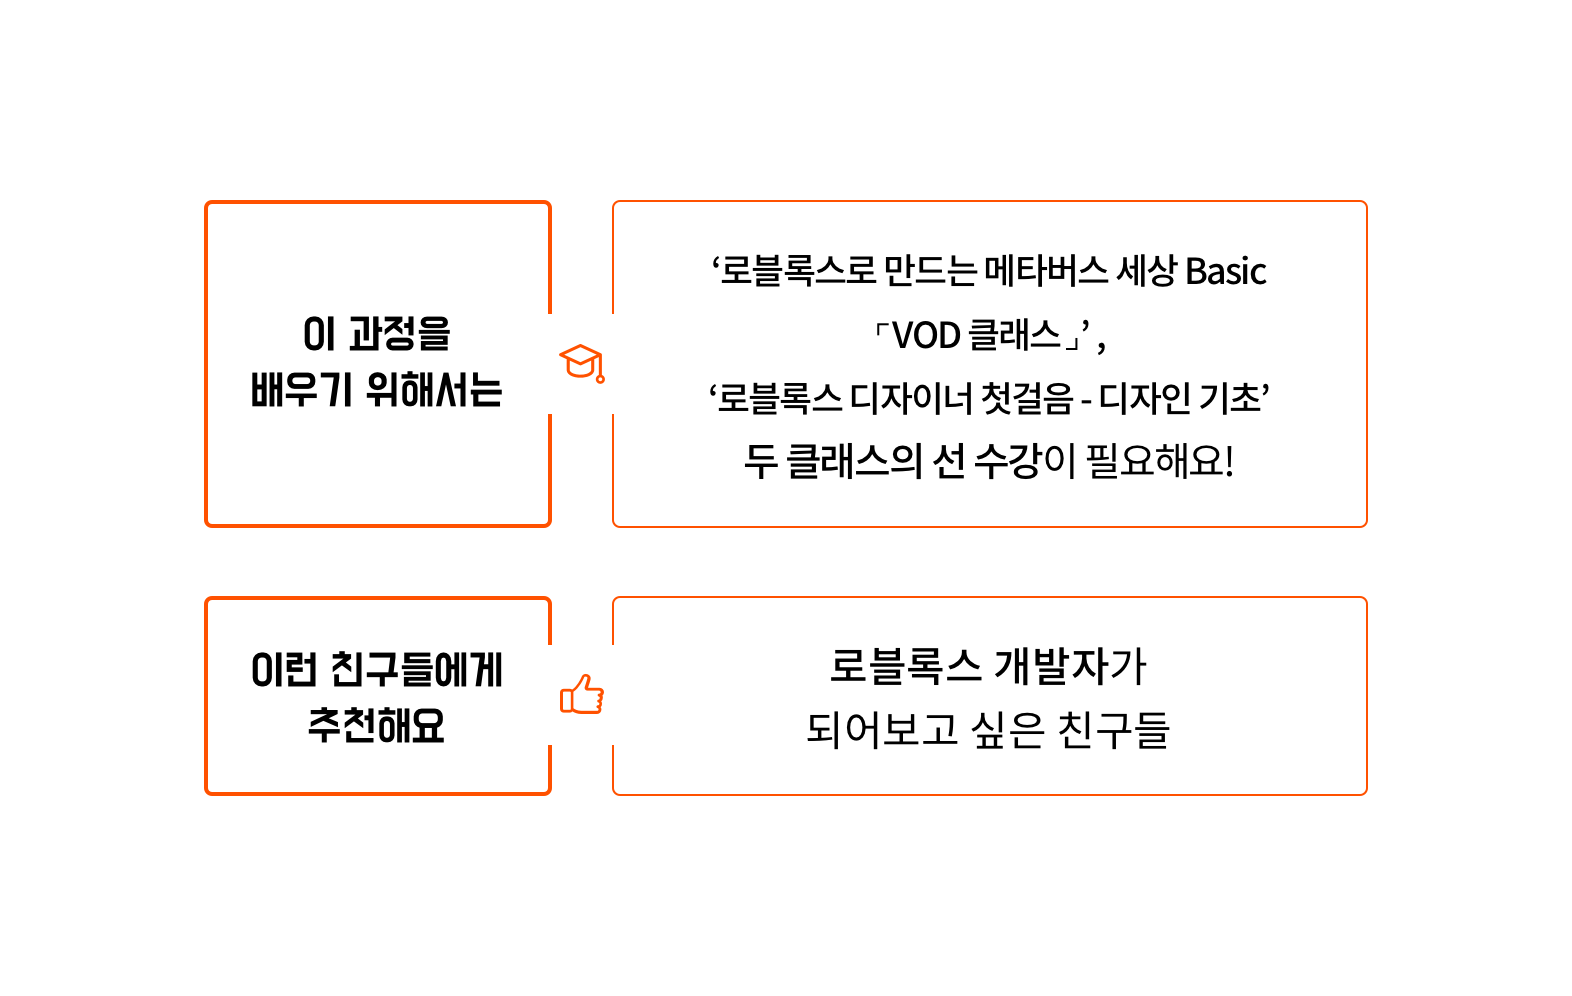 이 과정을
배우기 위해서는
‘로블록스로 만드는 메타버스 세상 Basic
「VOD 클래스」’ ,
‘로블록스 디자이너 첫걸음 - 디자인 기초’
두 클래스의 선 수강이 필요해요!
이런 친구들에게
추천해요
로블록스 개발자가
되어보고 싶은 친구들